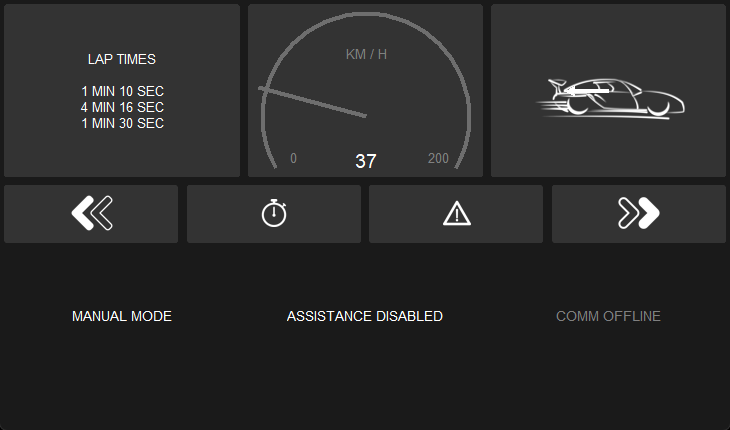 LAP TIMES
1 MIN 10 SEC
4 MIN 16 SEC
1 MIN 30 SEC
KM / H
0
37
200
MANUAL MODE
ASSISTANCE DISABLED
COMM OFFLINE